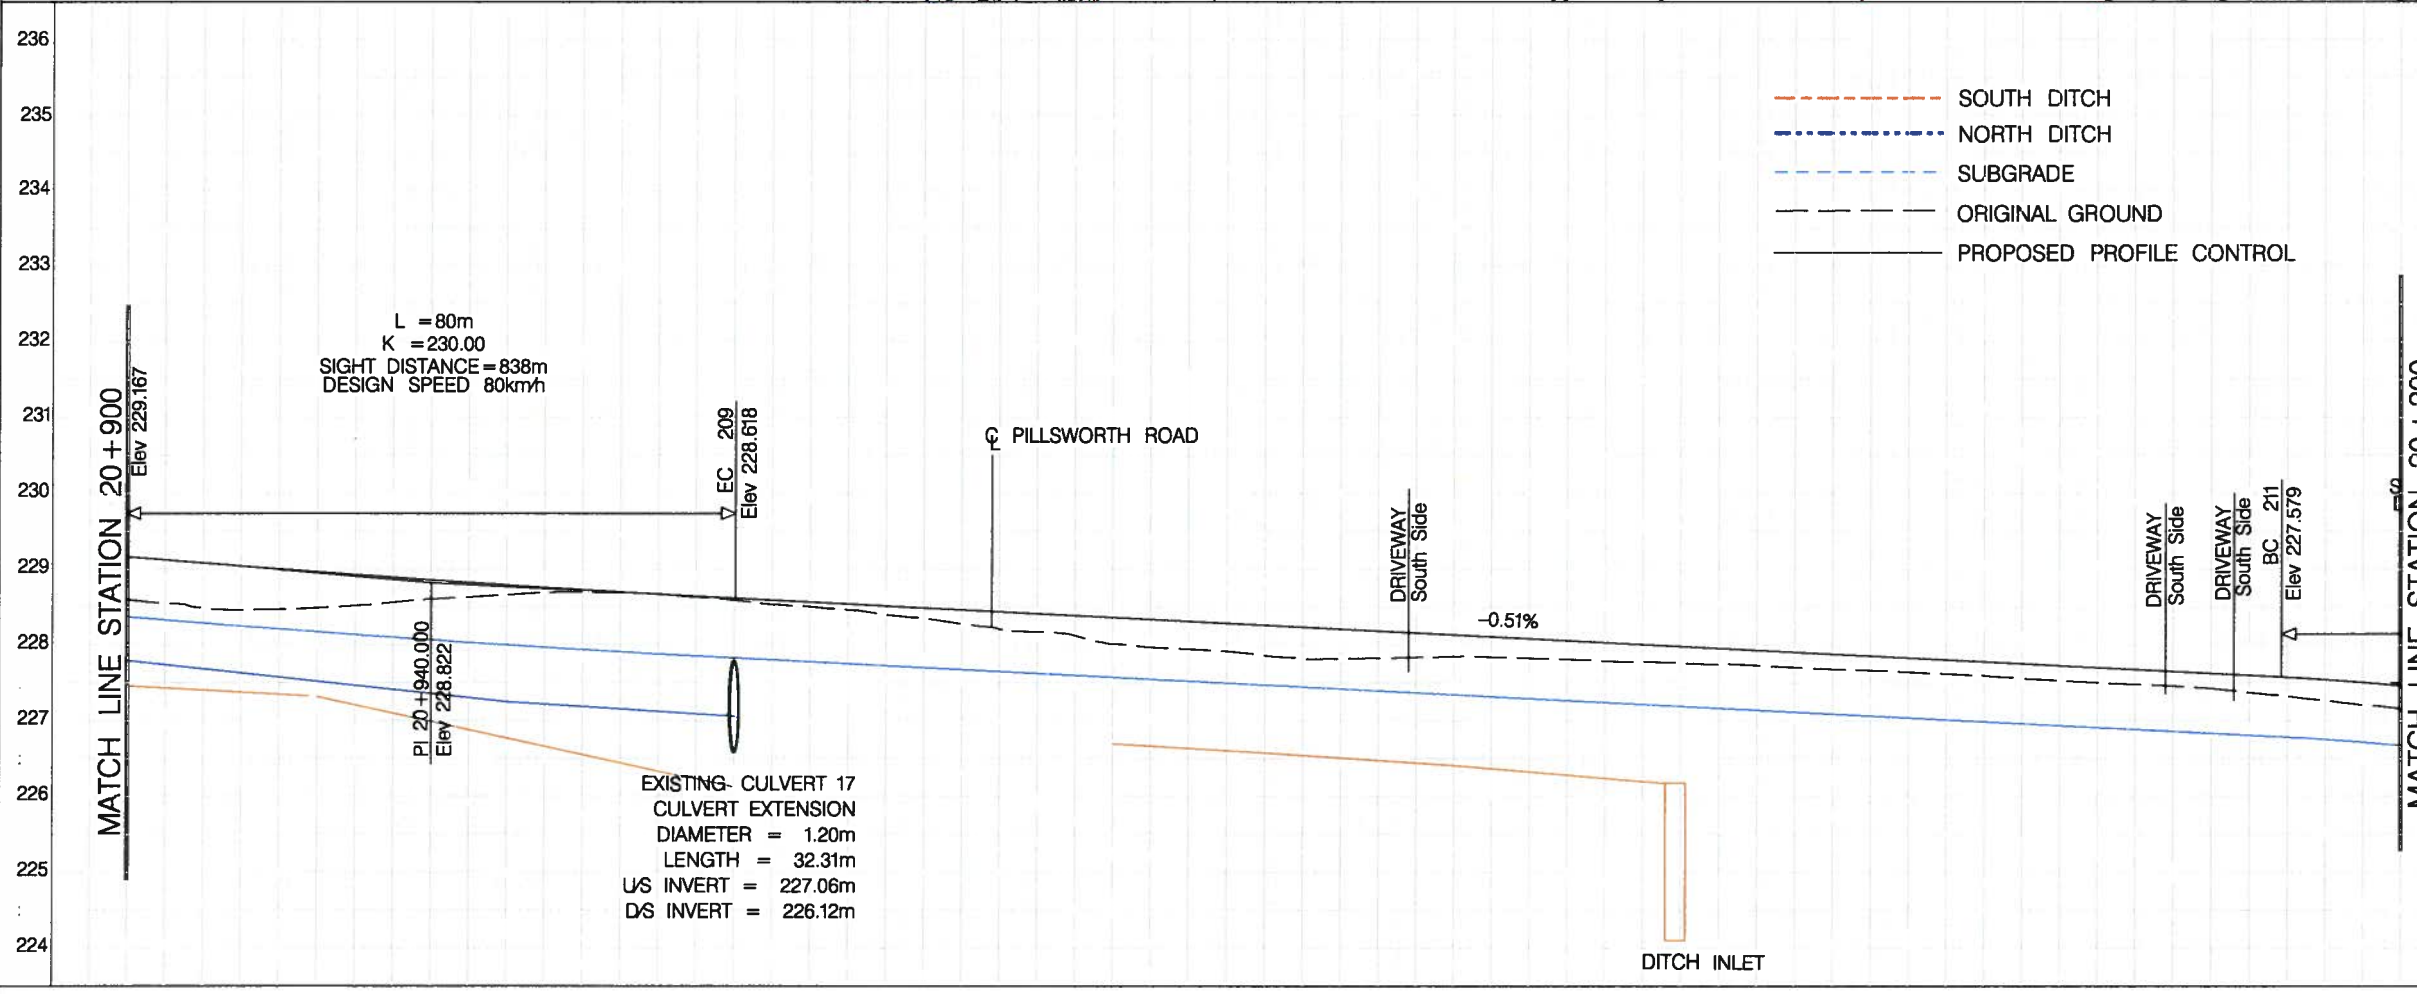 236
235
234
233
232
231
230
229
228
227
226
225
224
SOUTH DITCH
NORTH DITCH
SUBGRADE
ORIGINAL GROUND
PROPOSED PROFILE CONTROL
MATCH LINE STATION 20+900
Elev 229.167
L =80m
K =230.00
SIGHT DISTANCE=838m
DESIGN SPEED 80km/h
PI 20+940.000
Elev 228.822
EC 209
Elev 228.618
EXISTING CULVERT 17
CULVERT EXTENSION
DIAMETER = 1.20m
LENGTH = 32.31m
U/S INVERT = 227.06m
D/S INVERT = 226.12m
℄ PILLSWORTH ROAD
DRIVEWAY
South Side
-0.51%
DITCH INLET
DRIVEWAY
South Side
DRIVEWAY
South Side
BC 211
Elev 227.579
MATCH LINE STATION